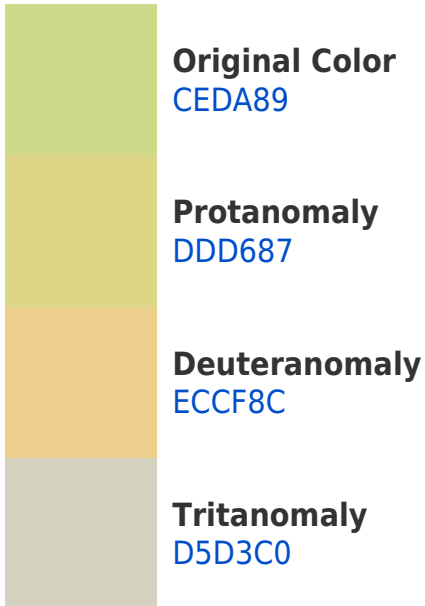 Original Color
CEDA89
Protanomaly
DDD687
Deuteranomaly
ECCF8C
Tritanomaly
D5D3C0